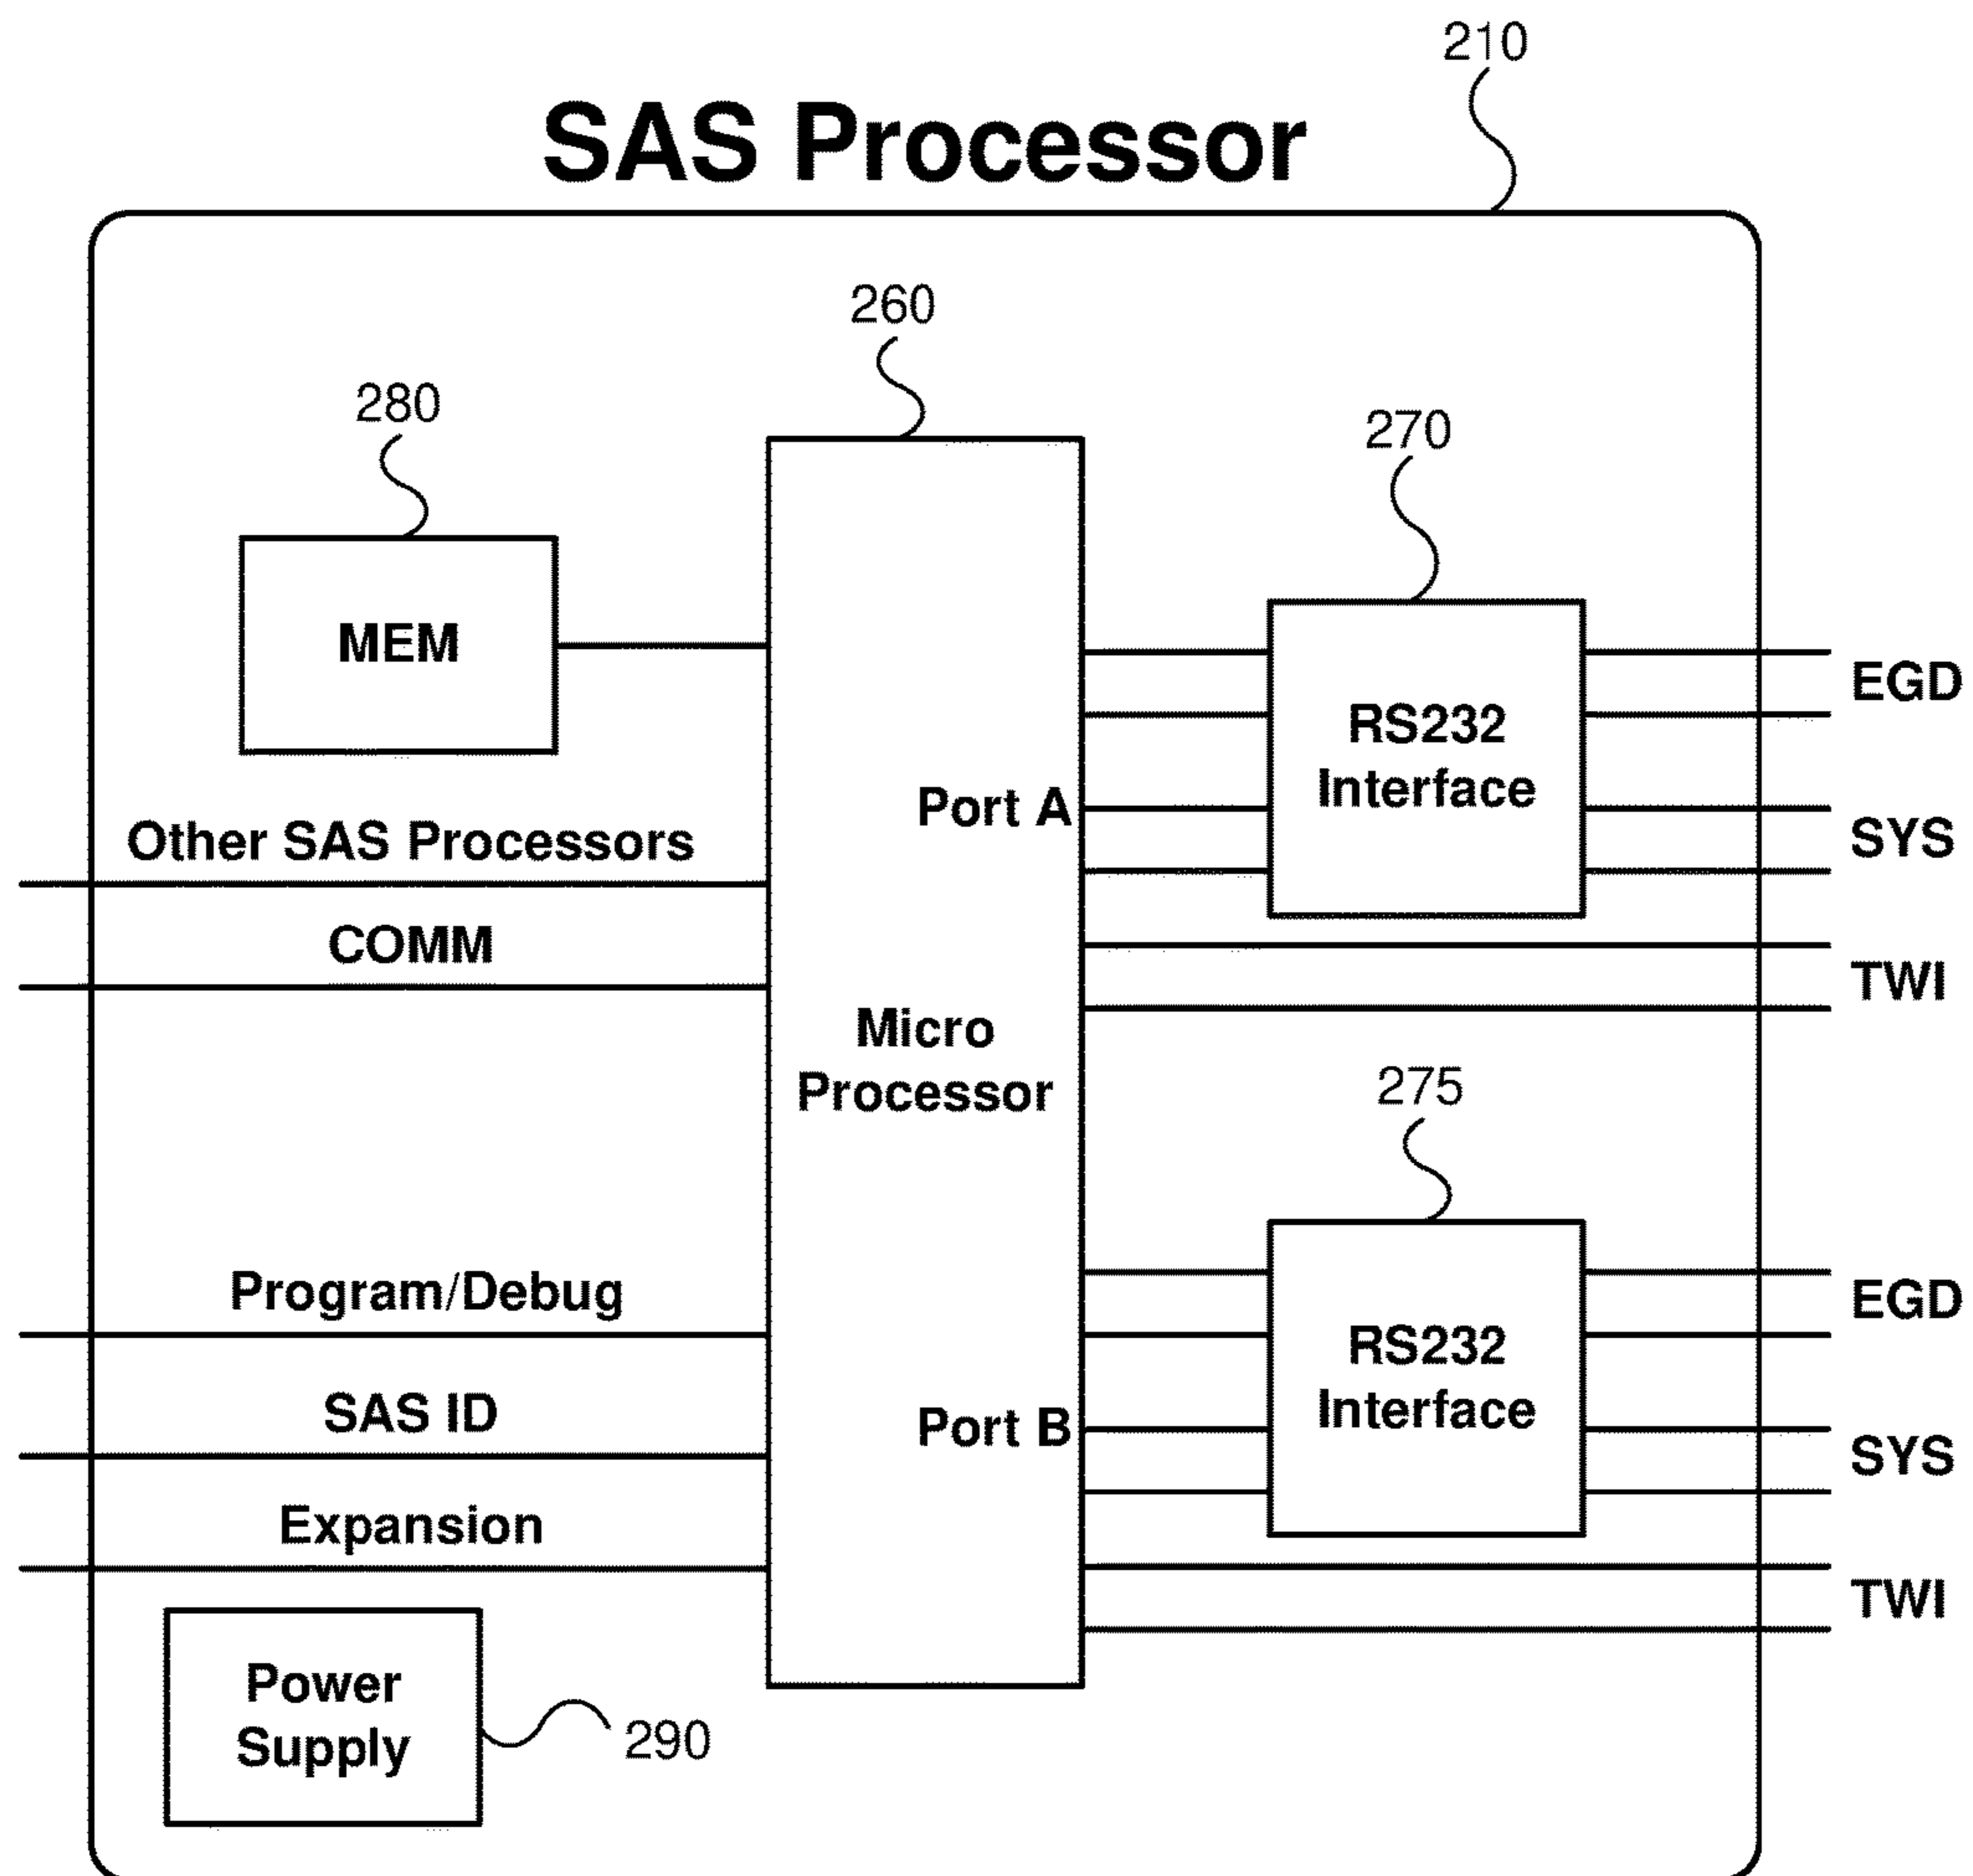 210
SAS Processor
260
280
270
MEM
EGD
RS232
Interface
Port A
Other SAS Processors
SYS
COMM
TWI
Micro
Processor
275
Program/Debug
EGD
RS232
Interface
SAS ID
Port B
SYS
Expansion
TWI
Power
Supply
290